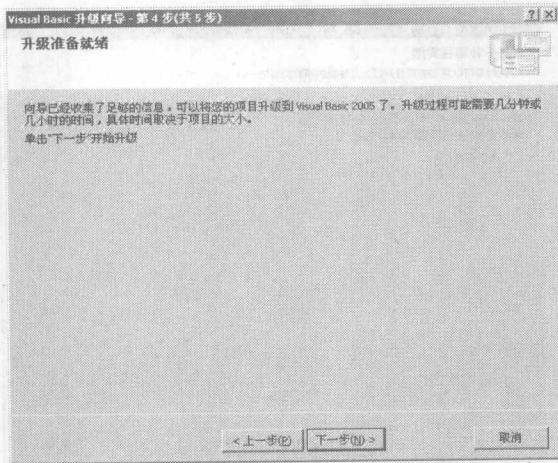 Visual Basic 升级向导 - 第 4 步(共 5 步)
升级准备就绪
向导已经收集了足够的信息，可以将您的项目升级到 Visual Basic 2005 了。升级过程可能需要几分钟或
几小时的时间，具体时间取决于项目的大小。
单击“下一步”开始升级
< 上一步(P)
下一步(N) >
取消